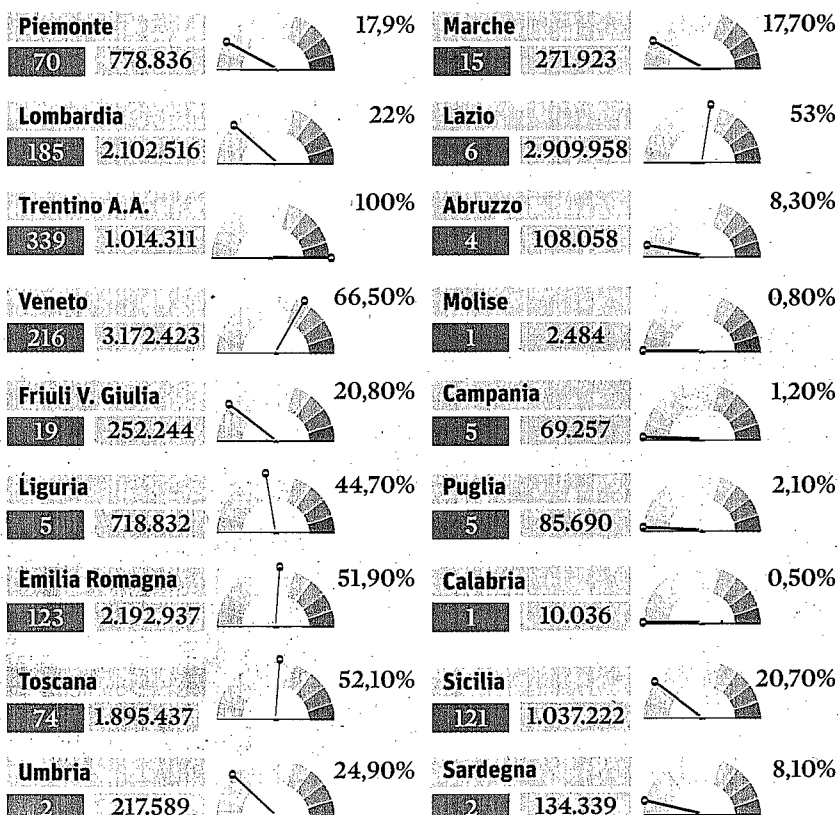 Piemonte 17,9%
70 778.836
Lombardia 22%
185 2.102.516
Trentino A.A. 100%
339 1.014.311
Veneto 66,50%
216 3.172.423
Friuli V. Giulia 20,80%
19 252.244
Liguria 44,70%
5 718.832
Emilia Romagna 51,90%
123 2.192.937
Toscana 52,10%
74 1.895.437
Umbria 24,90%
2 217.589
Marche 17,70%
15 271.923
Lazio 53%
6 2.909.958
Abruzzo 8,30%
4 108.058
Molise 0,80%
1 2.484
Campania 1,20%
5 69.257
Puglia 2,10%
5 85.690
Calabria 0,50%
1 10.036
Sicilia 20,70%
121 1.037.222
Sardegna 8,10%
2 134.339